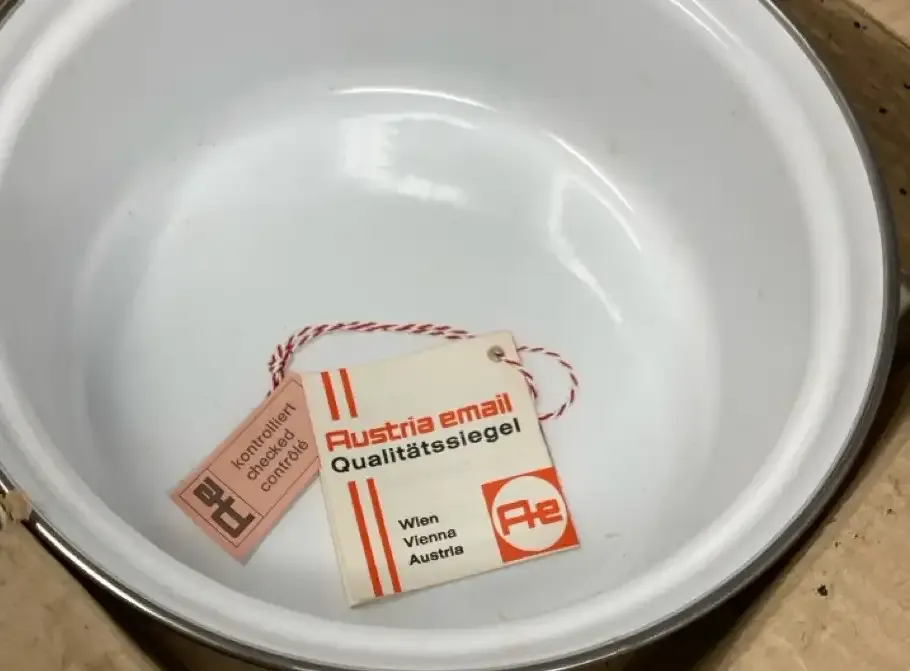 Austria email
Qualitätssiegel
Wien
Vienna
Austria
Ae
kontrolliert
checked
contrôlé